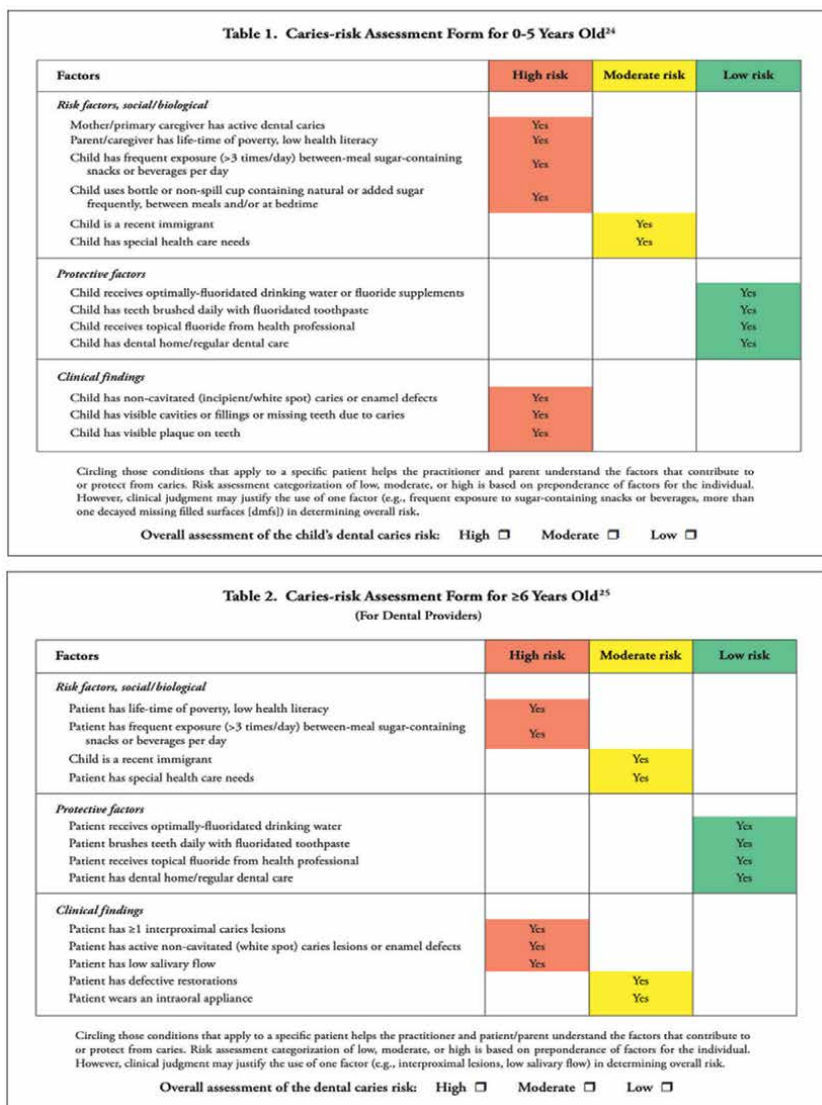 Table 1. Caries-risk Assessment Form for 0-5 Years Old²⁴
Factors High risk Moderate risk Low risk
Risk factors, social/biological
Mother/primary caregiver has active dental caries Yes
Parent/caregiver has life-time of poverty, low health literacy Yes
Child has frequent exposure (>3 times/day) between-meal sugar-containing
snacks or beverages per day Yes
Child uses bottle or non-spill cup containing natural or added sugar
frequently, between meals and/or at bedtime Yes
Child is a recent immigrant Yes
Child has special health care needs Yes
Protective factors
Child receives optimally-fluoridated drinking water or fluoride supplements Yes
Child has teeth brushed daily with fluoridated toothpaste Yes
Child receives topical fluoride from health professional Yes
Child has dental home/regular dental care Yes
Clinical findings
Child has non-cavitated (incipient/white spot) caries or enamel defects Yes
Child has visible cavities or fillings or missing teeth due to caries Yes
Child has visible plaque on teeth Yes
Circling those conditions that apply to a specific patient helps the practitioner and parent understand the factors that contribute to
or protect from caries. Risk assessment categorization of low, moderate, or high is based on preponderance of factors for the individual.
However, clinical judgment may justify the use of one factor (e.g., frequent exposure to sugar-containing snacks or beverages, more than
one decayed missing filled surfaces [dmfs]) in determining overall risk.
Overall assessment of the child's dental caries risk: High ❐ Moderate ❐ Low ❐
Table 2. Caries-risk Assessment Form for ≥6 Years Old²⁵
(For Dental Providers)
Factors High risk Moderate risk Low risk
Risk factors, social/biological
Patient has life-time of poverty, low health literacy Yes
Patient has frequent exposure (>3 times/day) between-meal sugar-containing
snacks or beverages per day Yes
Child is a recent immigrant Yes
Patient has special health care needs Yes
Protective factors
Patient receives optimally-fluoridated drinking water Yes
Patient brushes teeth daily with fluoridated toothpaste Yes
Patient receives topical fluoride from health professional Yes
Patient has dental home/regular dental care Yes
Clinical findings
Patient has ≥1 interproximal caries lesions Yes
Patient has active non-cavitated (white spot) caries lesions or enamel defects Yes
Patient has low salivary flow Yes
Patient has defective restorations Yes
Patient wears an intraoral appliance Yes
Circling those conditions that apply to a specific patient helps the practitioner and patient/parent understand the factors that contribute to
or protect from caries. Risk assessment categorization of low, moderate, or high is based on preponderance of factors for the individual.
However, clinical judgment may justify the use of one factor (e.g., interproximal lesions, low salivary flow) in determining overall risk.
Overall assessment of the dental caries risk: High ❐ Moderate ❐ Low ❐